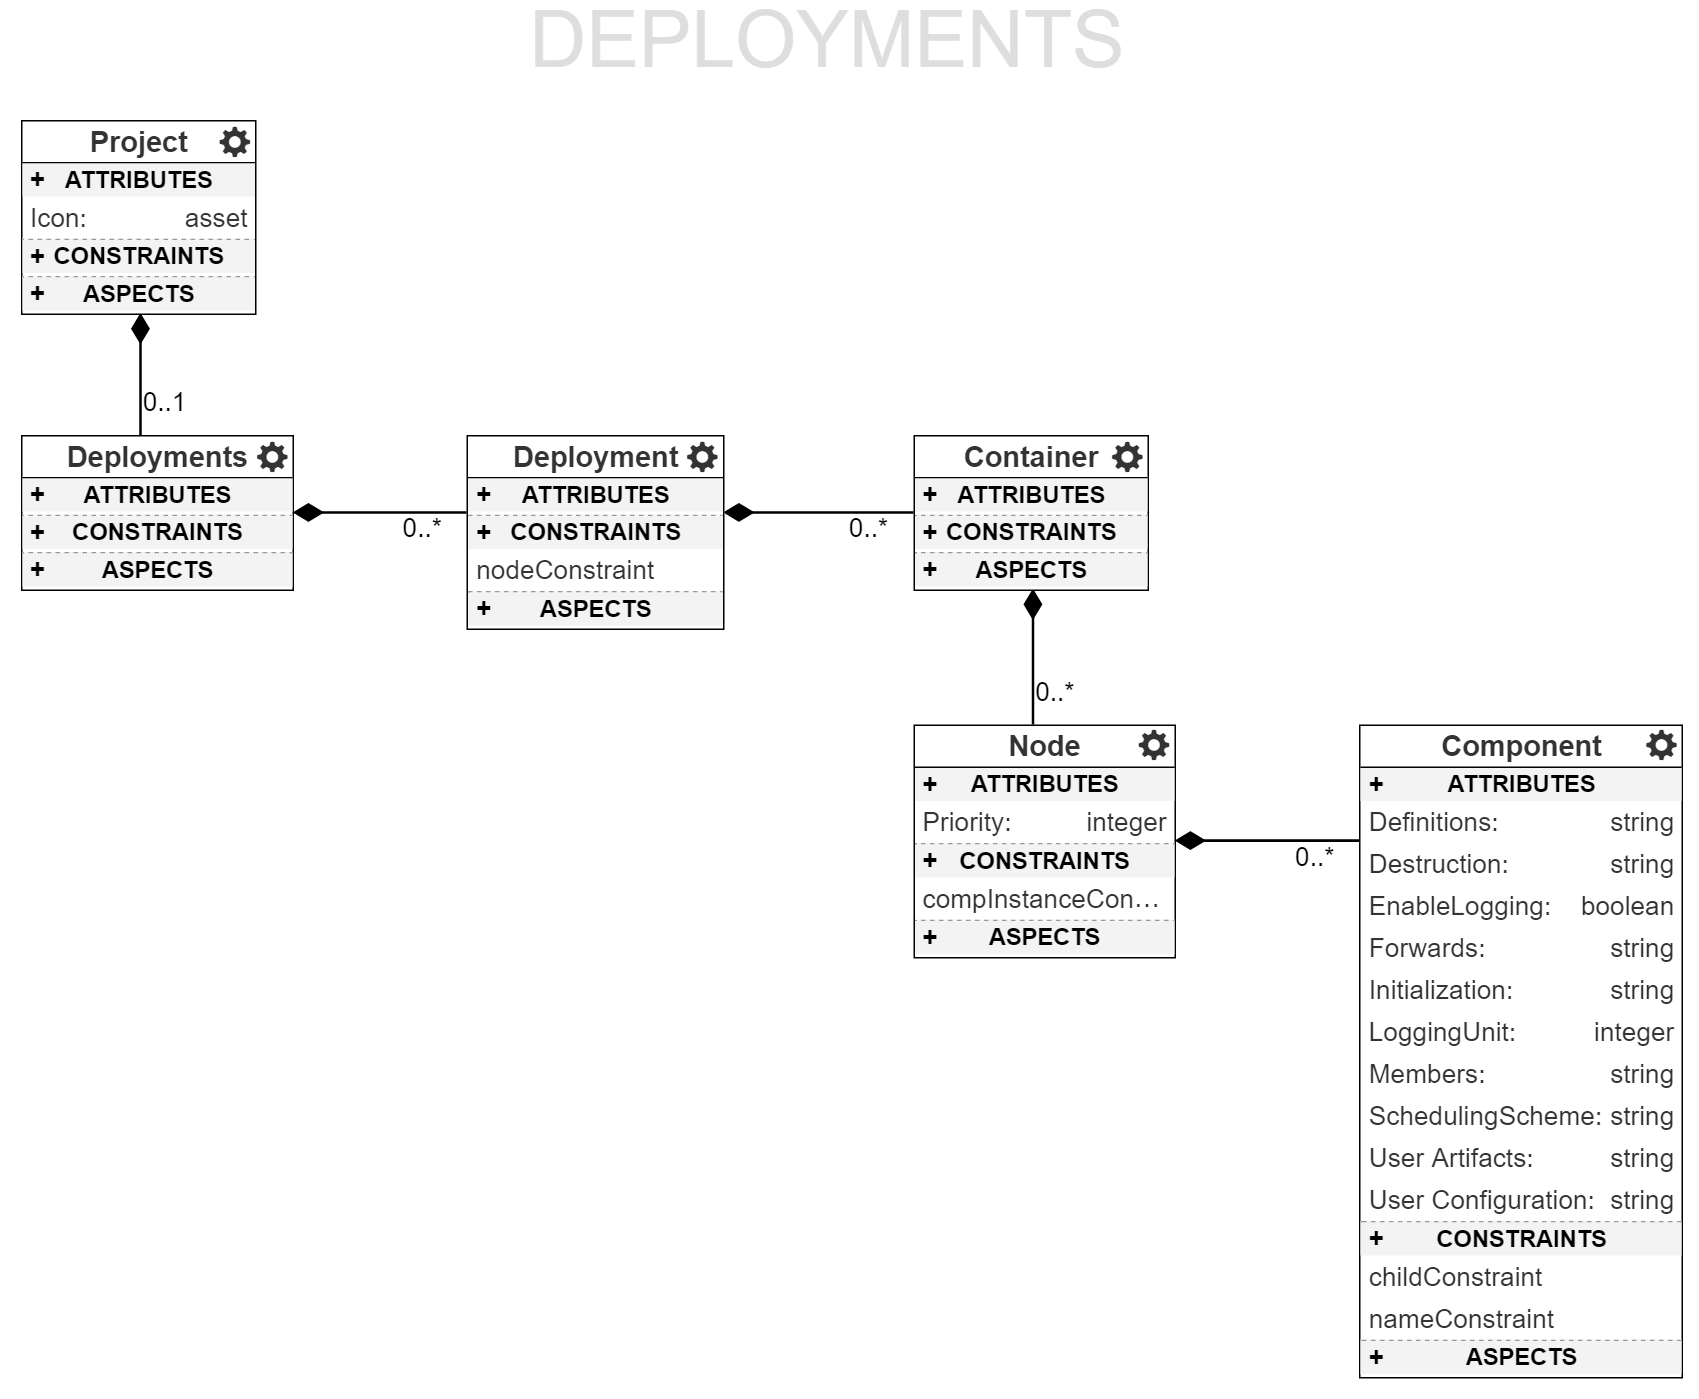 DEPLOYMENTS
Project
+ ATTRIBUTES
Icon: asset
+ CONSTRAINTS
+ ASPECTS
0..1
Deployments
+ ATTRIBUTES
+ CONSTRAINTS
+ ASPECTS
0..*
Deployment
+ ATTRIBUTES
+ CONSTRAINTS
nodeConstraint
+ ASPECTS
0..*
Container
+ ATTRIBUTES
+ CONSTRAINTS
+ ASPECTS
0..*
Node
+ ATTRIBUTES
Priority: integer
+ CONSTRAINTS
compInstanceCon...
+ ASPECTS
0..*
Component
+ ATTRIBUTES
Definitions: string
Destruction: string
EnableLogging: boolean
Forwards: string
Initialization: string
LoggingUnit: integer
Members: string
SchedulingScheme: string
User Artifacts: string
User Configuration: string
+ CONSTRAINTS
childConstraint
nameConstraint
+ ASPECTS